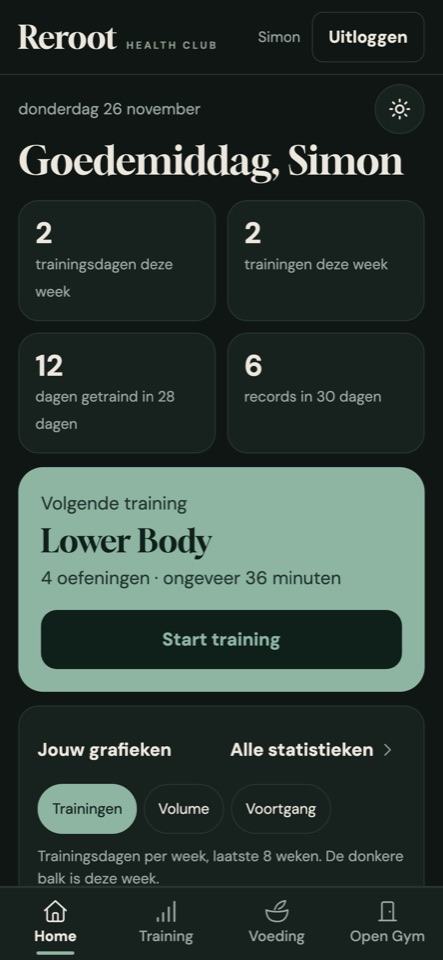 Reroot HEALTH CLUB Simon Uitloggen
donderdag 26 november
Goedemiddag, Simon
2
trainingsdagen deze
week
2
trainingen deze week
12
dagen getraind in 28
dagen
6
records in 30 dagen
Volgende training
Lower Body
4 oefeningen · ongeveer 36 minuten
Start training
Jouw grafieken Alle statistieken
Trainingen Volume Voortgang
Trainingsdagen per week, laatste 8 weken. De donkere
balk is deze week.
Home Training Voeding Open Gym